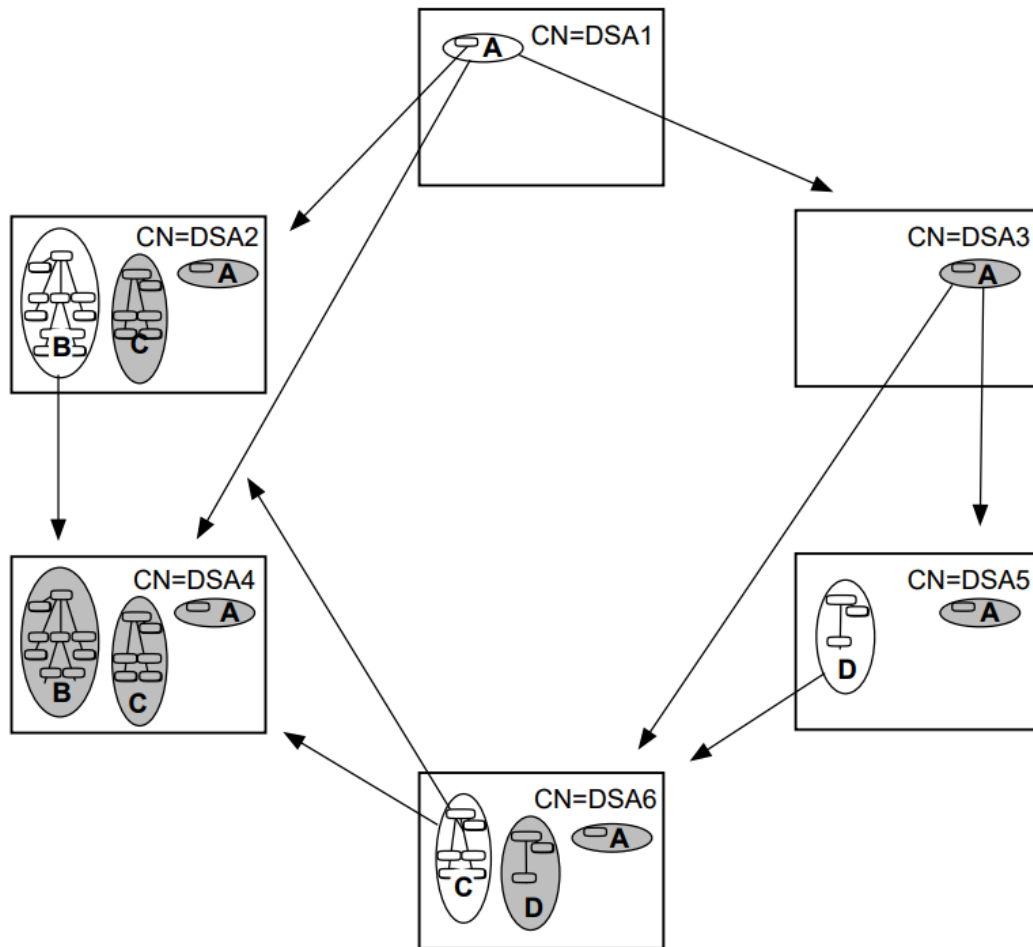 A CN=DSA1
CN=DSA2
A
B C
CN=DSA3
A
CN=DSA4
A
B C
CN=DSA5
A
D
CN=DSA6
A
C D